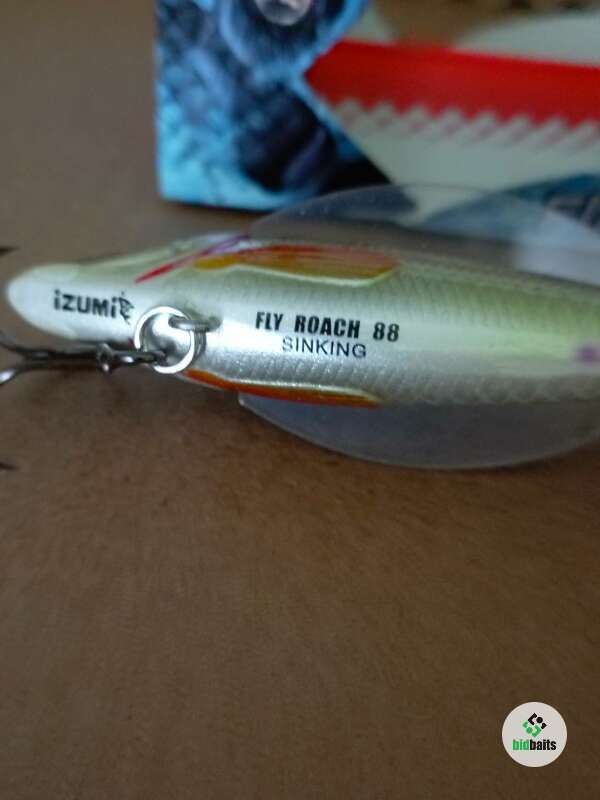 iZUMi
FLY ROACH 88
SINKING
bidbaits